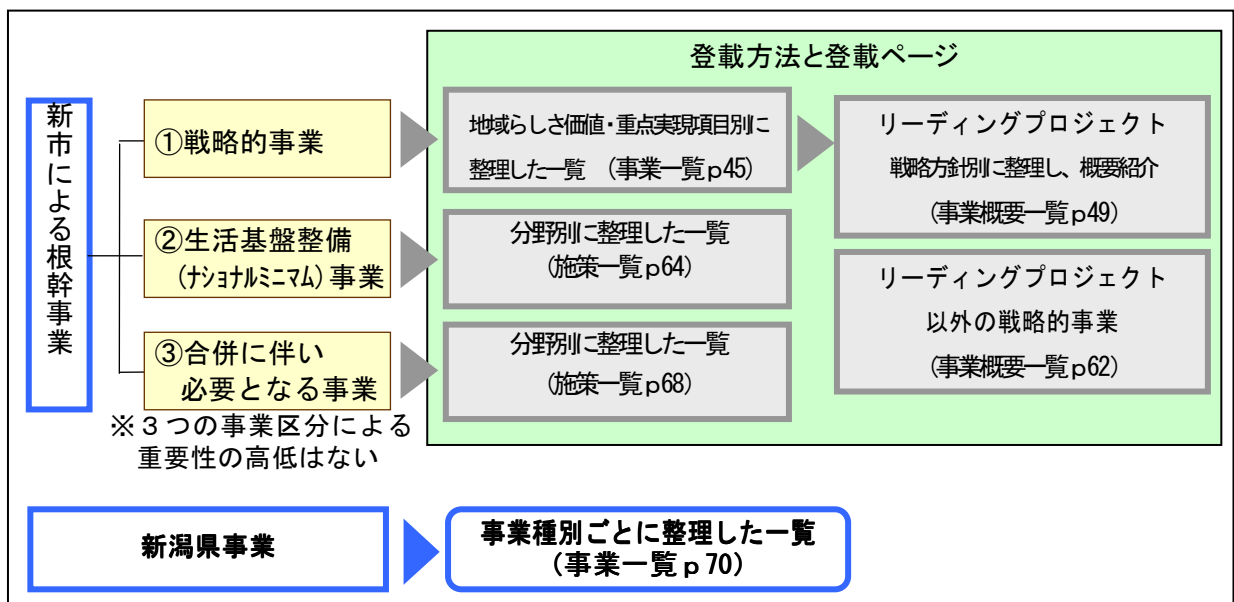 登載方法と登載ページ
新市による根幹事業
①戦略的事業
地域らしさ価値・重点実現項目別に
整理した一覧 （事業一覧p45）
リーディングプロジェクト
戦略方針別に整理し、概要紹介
（事業概要一覧p49）
②生活基盤整備
（ナショナルミニマム）事業
分野別に整理した一覧
（施策一覧p64）
リーディングプロジェクト
以外の戦略的事業
（事業概要一覧p62）
③合併に伴い
必要となる事業
分野別に整理した一覧
（施策一覧p68）
※３つの事業区分による
重要性の高低はない
新潟県事業
事業種別ごとに整理した一覧
（事業一覧ｐ70）